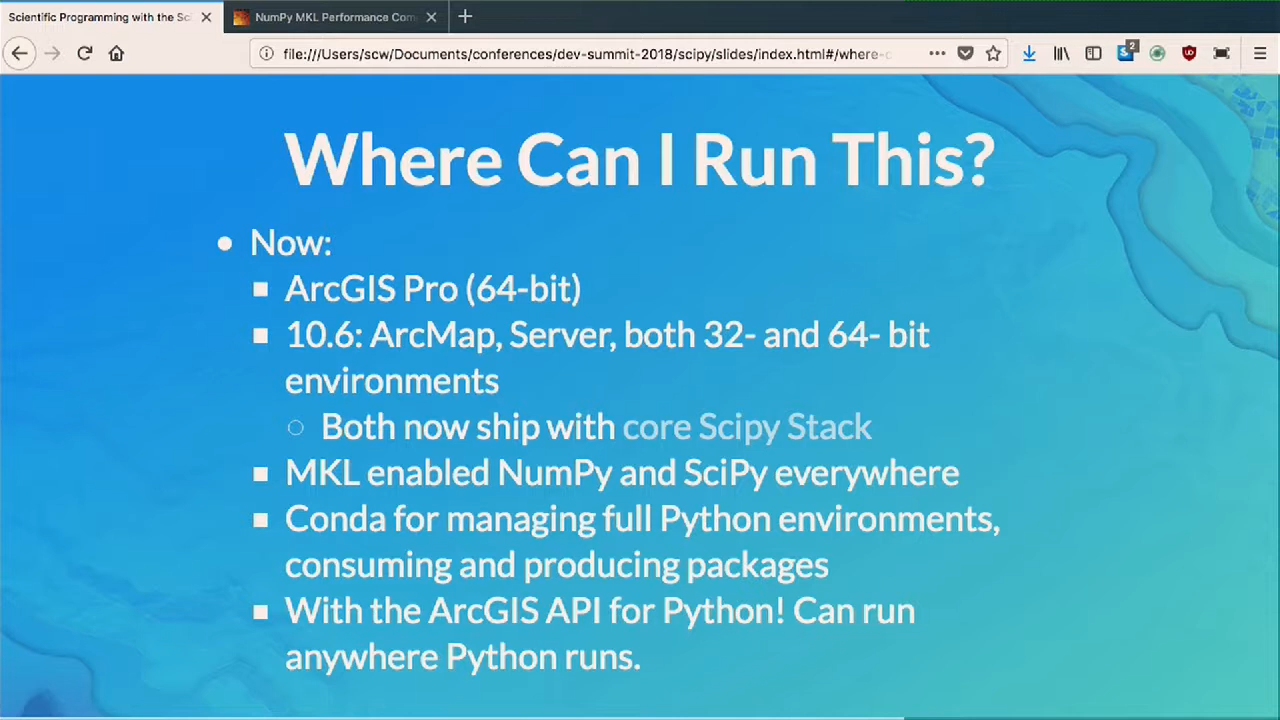 Scientific Programming with the Sc
NumPy MKL Performance Com
file:///Users/scw/Documents/conferences/dev-summit-2018/scipy/slides/index.html#/where-c
2
Where Can I Run This?
Now:
ArcGIS Pro (64-bit)
10.6: ArcMap, Server, both 32- and 64- bit
environments
Both now ship with core Scipy Stack
MKL enabled NumPy and SciPy everywhere
Conda for managing full Python environments,
consuming and producing packages
With the ArcGIS API for Python! Can run
anywhere Python runs.